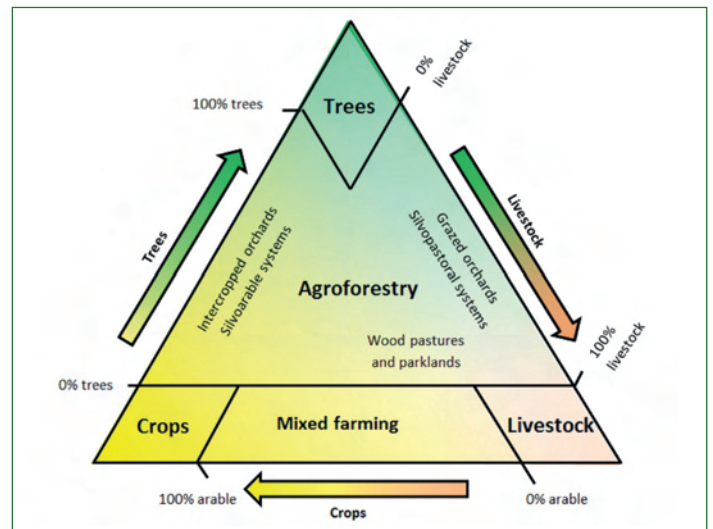 0%
livestock
100% trees
Trees
Trees
Livestock
Intercropped orchards
Silvoarable systems
Grazed orchards
Silvopastoral systems
Agroforestry
Wood pastures
and parklands
100%
livestock
0% trees
Crops
Mixed farming
Livestock
100% arable
0% arable
Crops